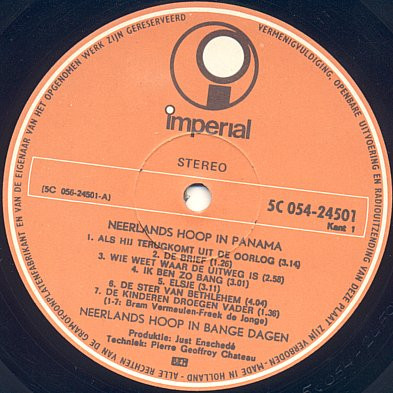 imperial
STEREO
(5C 056-24501-A)
5C 054-24501
Kant 1
NEERLANDS HOOP IN PANAMA
1. ALS HIJ TERUGKOMT UIT DE OORLOG (3.14)
2. DE BRIEF (1.26)
3. WIE WEET WAAR DE UITWEG IS (2.58)
4. IK BEN ZO BANG (3.01)
5. ELSJE (3.11)
6. DE STER VAN BETHLEHEM (4.04)
7. DE KINDEREN DROEGEN VADER (1.36)
(1-7: Bram Vermeulen-Freek de Jonge)
NEERLANDS HOOP IN BANGE DAGEN
Produktie: Just Enschedé
Techniek: Pierre Geoffroy Chateau
ALLE RECHTEN VAN DE GRAMOFOONPLATENFABRIKANT EN VAN DE EIGENAAR VAN HET OPGENOMEN WERK ZIJN GERESERVEERD
VERMENIGVULDIGING, OPENBARE UITVOERING EN RADIOUITZENDING VAN DEZE PLAAT ZIJN VERBODEN - MADE IN HOLLAND -